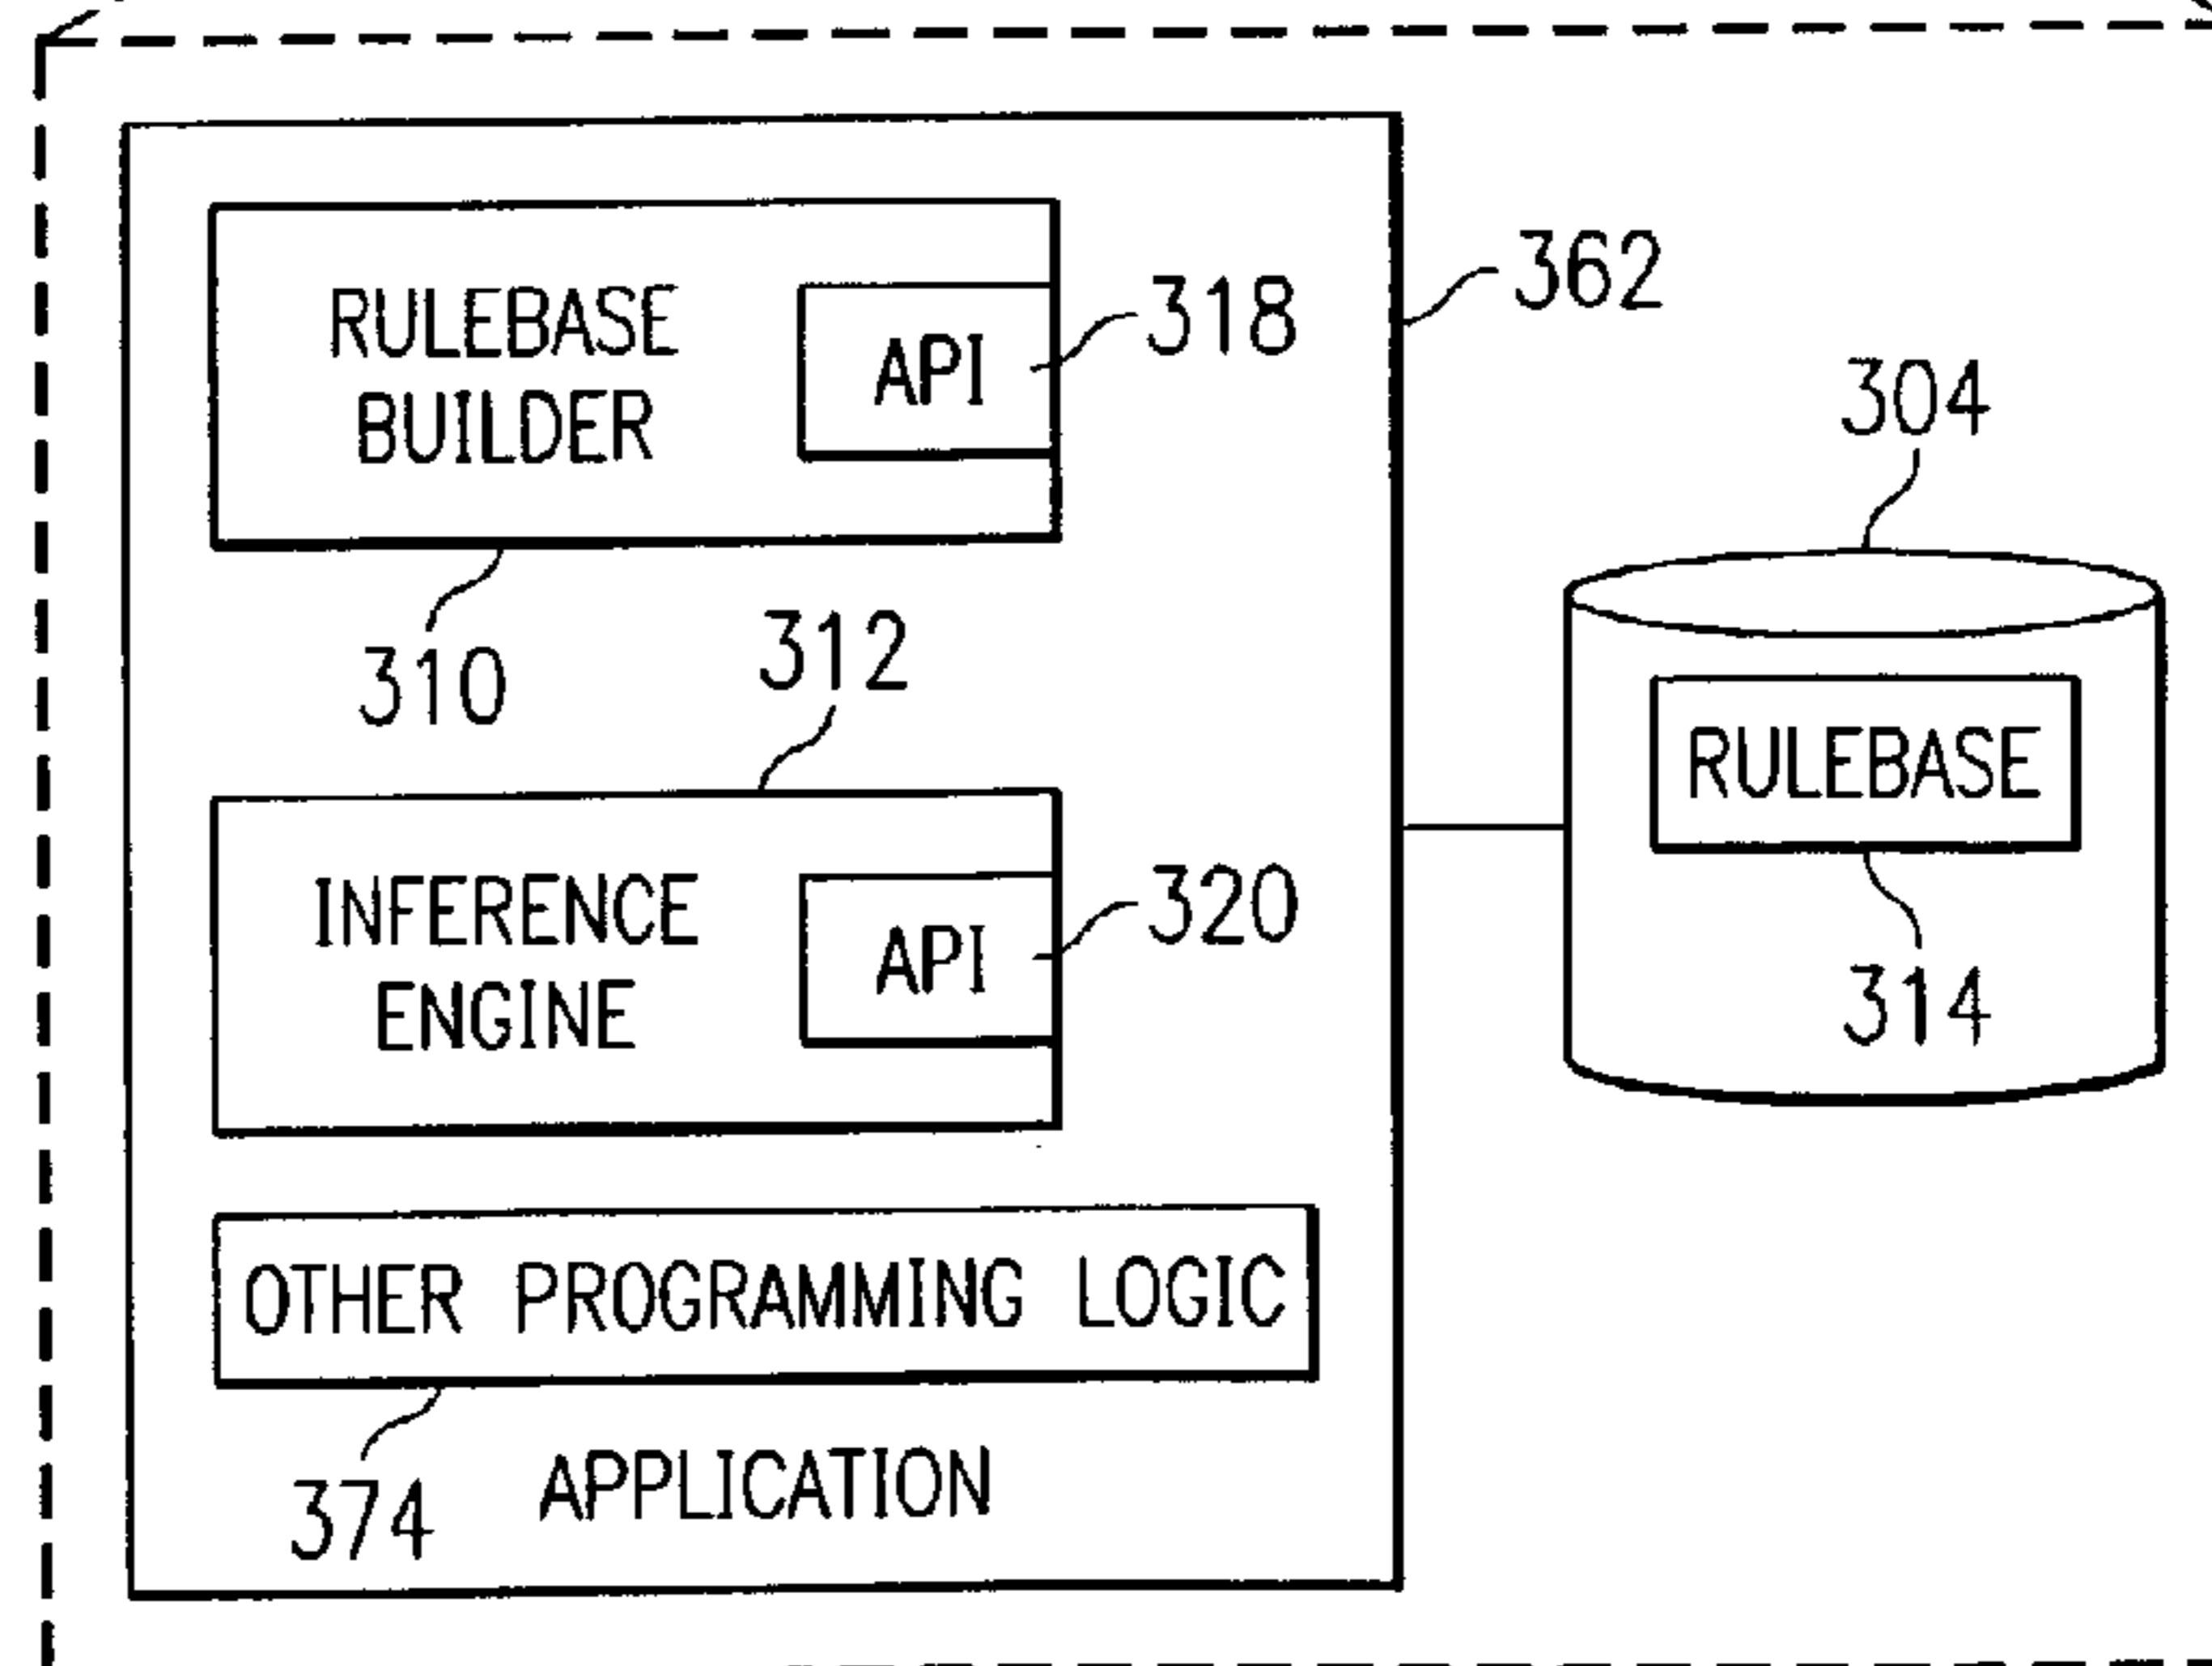 362
RULEBASE
BUILDER
API
318
304
310
312
RULEBASE
314
INFERENCE
ENGINE
API
320
OTHER PROGRAMMING LOGIC
374
APPLICATION